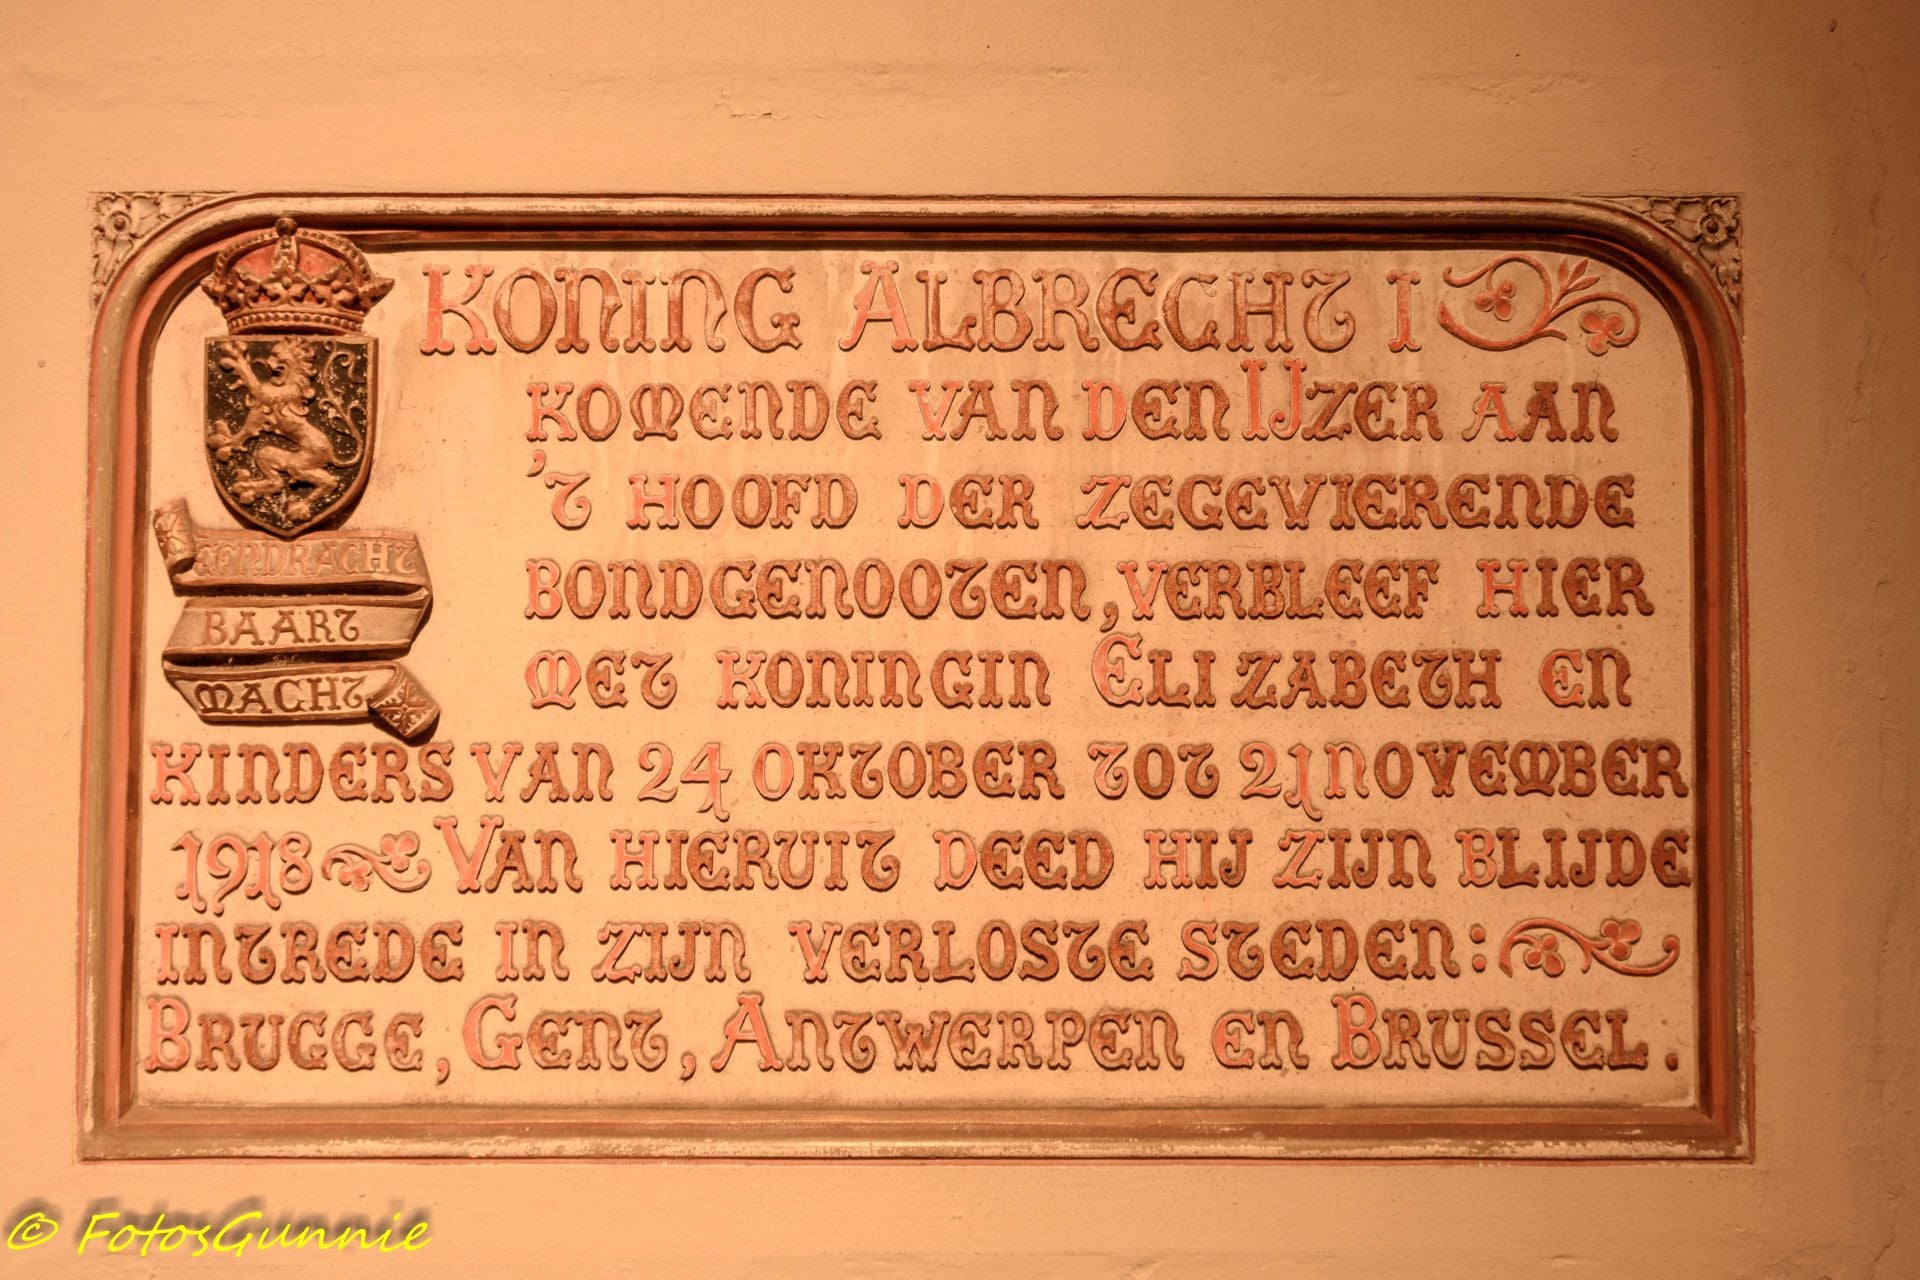 KONING ALBRECHT I
KOMENDE VAN DEN IJZER AAN
'T HOOFD DER ZEGEVIERENDE
BONDGENOOTEN, VERBLEEF HIER
MET KONINGIN ELIZABETH EN
KINDERS VAN 24 OKTOBER TOT 21 NOVEMBER
1918 VAN HIERUIT DEED HIJ ZIJN BLIJDE
INTREDE IN ZIJN VERLOSTE STEDEN:
BRUGGE, GENT, ANTWERPEN EN BRUSSEL.
EENDRACHT
BAART
MACHT
© FotosGunnie